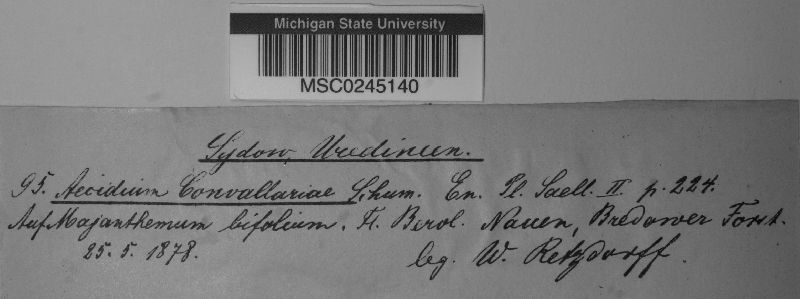 Michigan State University
MSC0245140
Sydow, Uredineen.
95. Aecidium Convallariae Schum. En. Pl. Saell. II. p. 224.
Auf Majanthemum bifolium. Fl. Berol. Nauen, Bredower Forst.
25. 5. 1878. leg. W. Retzdorff.